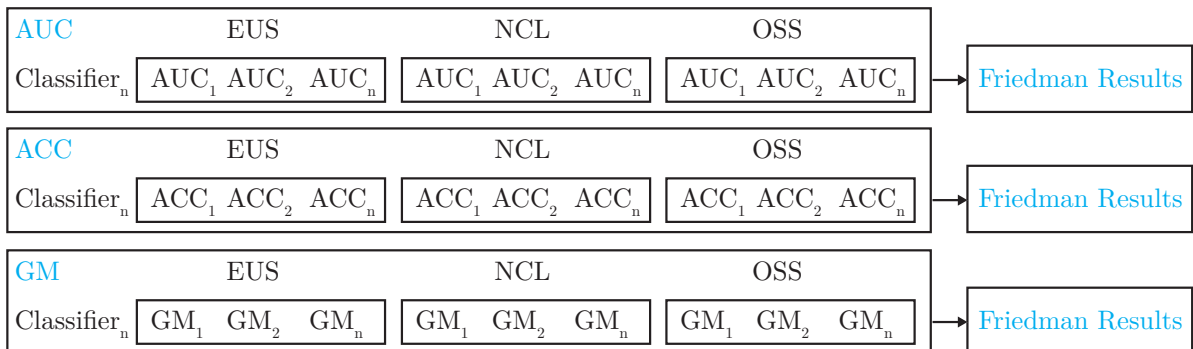 AUC EUS NCL OSS
Classifierₙ AUC₁ AUC₂ AUCₙ AUC₁ AUC₂ AUCₙ AUC₁ AUC₂ AUCₙ Friedman Results
ACC EUS NCL OSS
Classifierₙ ACC₁ ACC₂ ACCₙ ACC₁ ACC₂ ACCₙ ACC₁ ACC₂ ACCₙ Friedman Results
GM EUS NCL OSS
Classifierₙ GM₁ GM₂ GMₙ GM₁ GM₂ GMₙ GM₁ GM₂ GMₙ Friedman Results